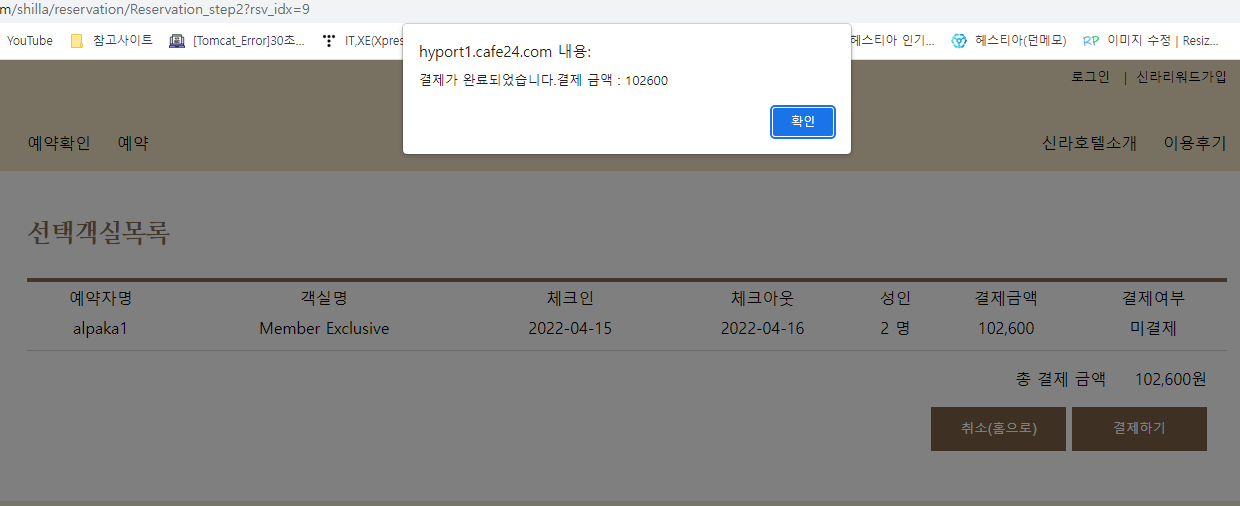 m/shilla/reservation/Reservation_step2?rsv_idx=9
YouTube 참고사이트 [Tomcat_Error]30초... IT,XE(Xpres 헤스티아 인기... 헤스티아(던메모) RP 이미지 수정 | Resiz...
hyport1.cafe24.com 내용:
결제가 완료되었습니다.결제 금액 : 102600
확인
로그인 | 신라리워드가입
예약확인 예약 신라호텔소개 이용후기
선택객실목록
예약자명 객실명 체크인 체크아웃 성인 결제금액 결제여부
alpaka1 Member Exclusive 2022-04-15 2022-04-16 2 명 102,600 미결제
총 결제 금액 102,600원
취소(홈으로) 결제하기